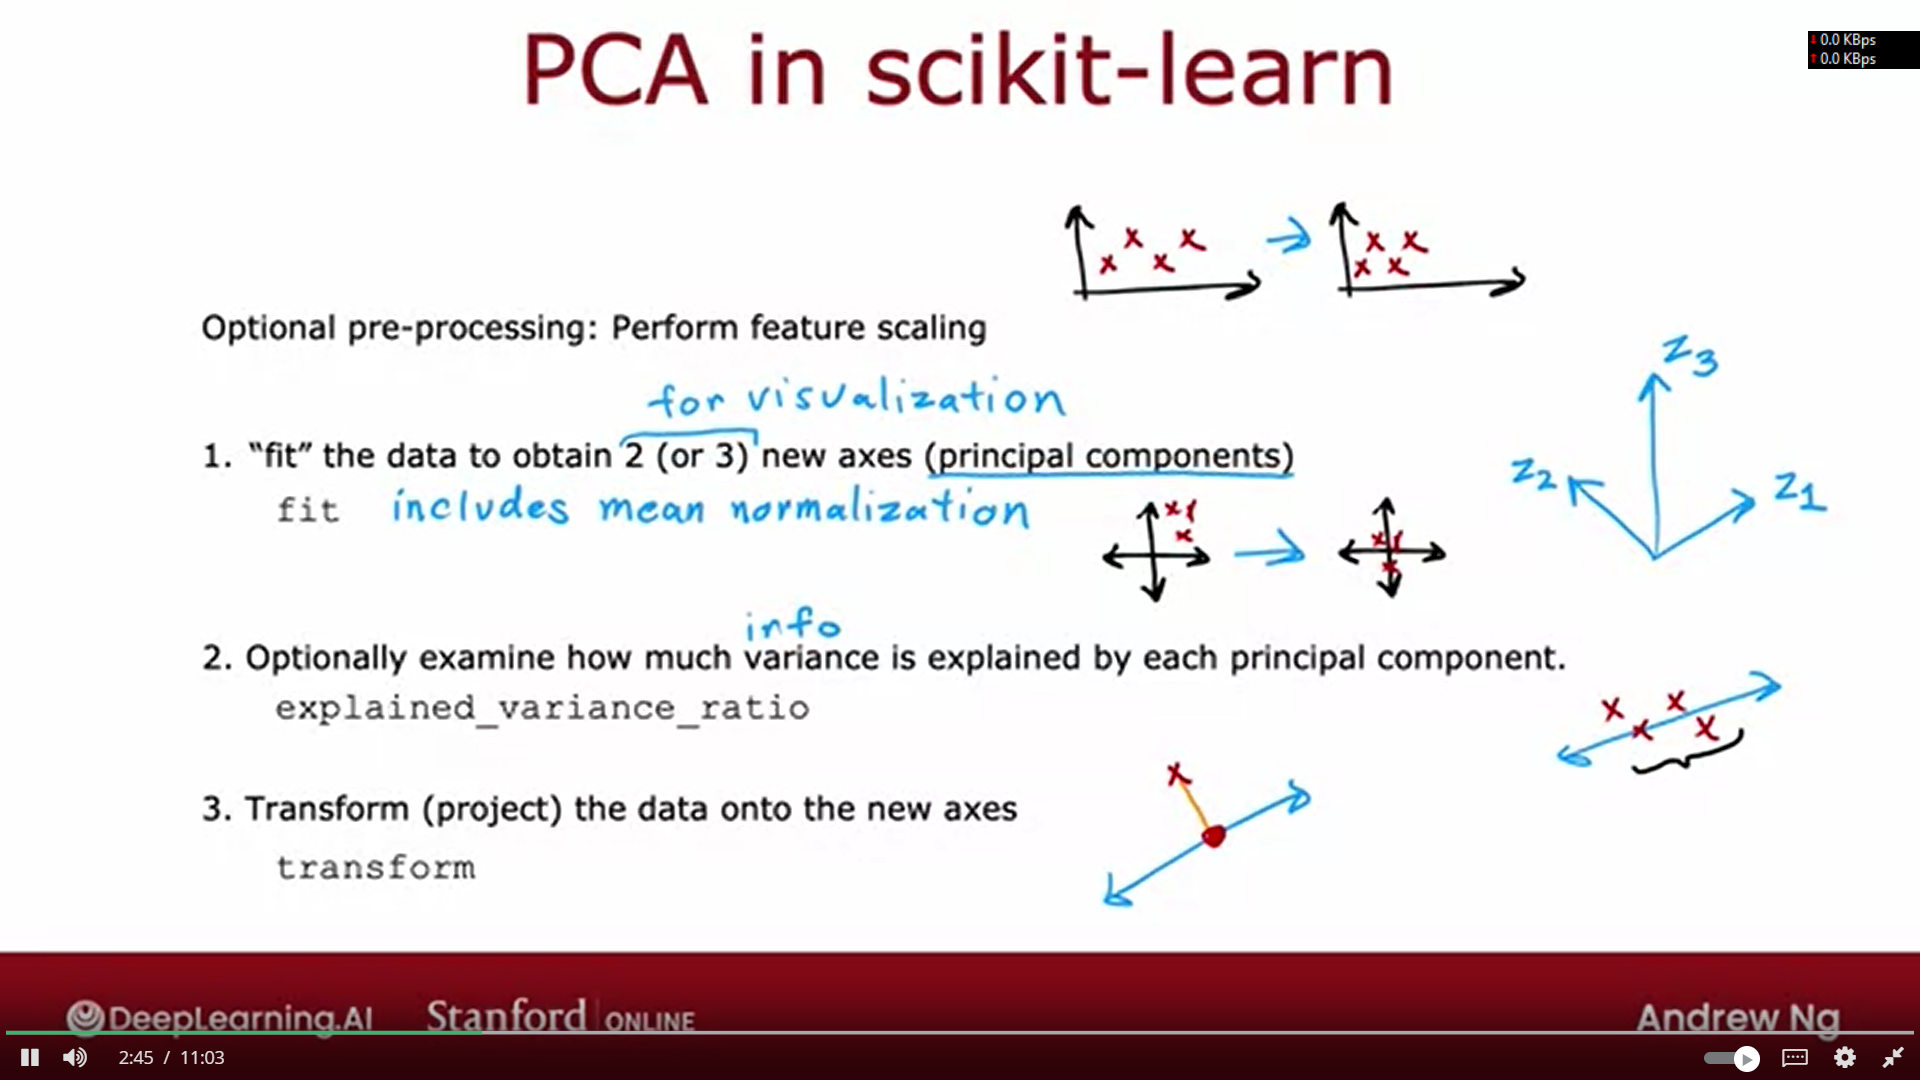 PCA in scikit-learn
0.0 KBps
0.0 KBps
Optional pre-processing: Perform feature scaling
for visualization
1. “fit” the data to obtain 2 (or 3) new axes (principal components)
fit includes mean normalization
z3
z2
z1
info
2. Optionally examine how much variance is explained by each principal component.
explained_variance_ratio
3. Transform (project) the data onto the new axes
transform
DeepLearning.AI Stanford ONLINE Andrew Ng
2:45 / 11:03